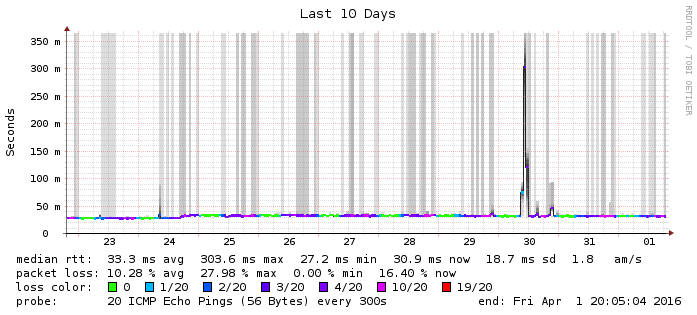 Last 10 Days
RRDTOOL / TOBI OETIKER
Seconds
350 m
300 m
250 m
200 m
150 m
100 m
50 m
0
23 24 25 26 27 28 29 30 31 01
median rtt: 33.3 ms avg 303.6 ms max 27.2 ms min 30.9 ms now 18.7 ms sd 1.8 am/s
packet loss: 10.28 % avg 27.98 % max 0.00 % min 16.40 % now
loss color: 0 1/20 2/20 3/20 4/20 10/20 19/20
probe: 20 ICMP Echo Pings (56 Bytes) every 300s end: Fri Apr 1 20:05:04 2016